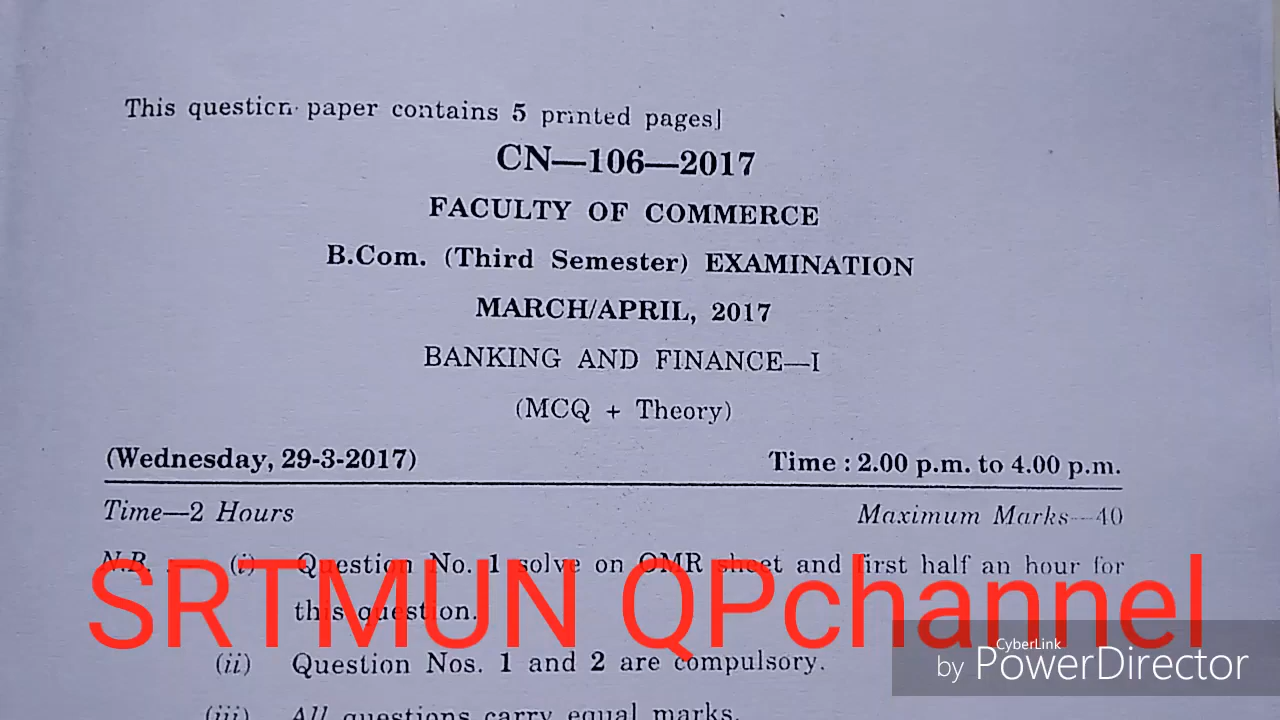 This question paper contains 5 printed pages]
CN—106—2017
FACULTY OF COMMERCE
B.Com. (Third Semester) EXAMINATION
MARCH/APRIL, 2017
BANKING AND FINANCE—I
(MCQ + Theory)
(Wednesday, 29-3-2017) Time : 2.00 p.m. to 4.00 p.m.
Time—2 Hours Maximum Marks—40
N.B. :— (i) Question No. 1 solve on OMR sheet and first half an hour for
this question.
SRTMUN QPchannel
(ii) Question Nos. 1 and 2 are compulsory.
CyberLink
by PowerDirector
(iii) All questions carry equal marks.